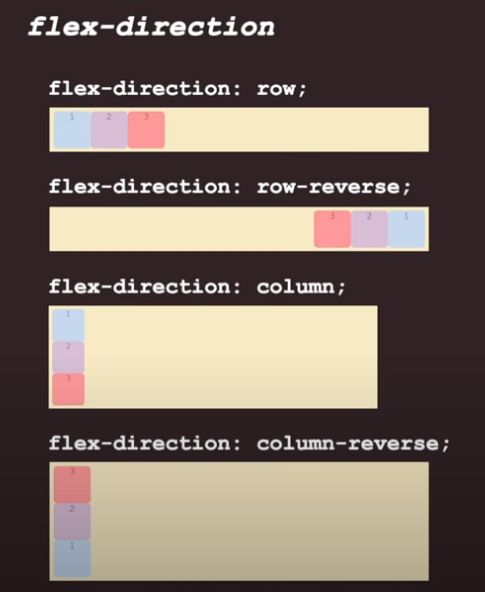 flex-direction
flex-direction: row;
1 2 3
flex-direction: row-reverse;
3 2 1
flex-direction: column;
1
2
3
flex-direction: column-reverse;
3
2
1